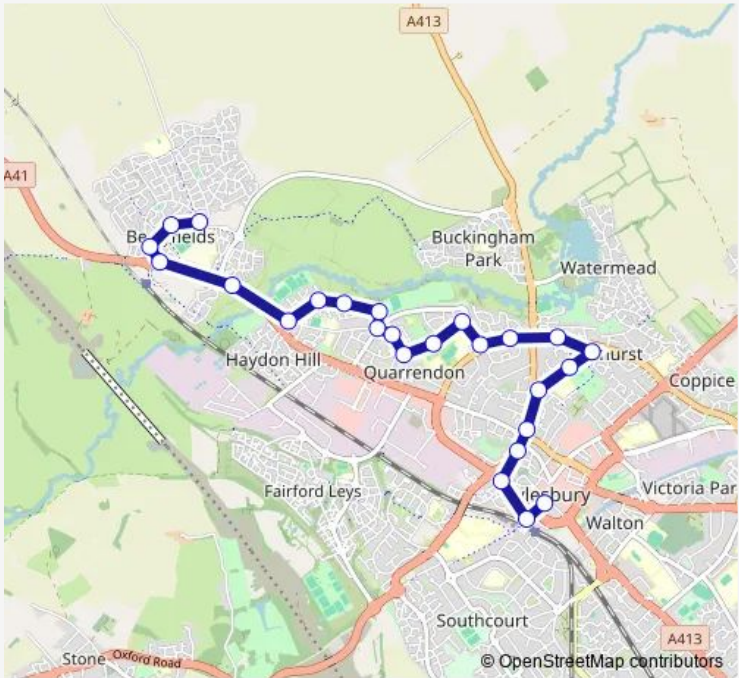 A413
A41
Buckingham
Park
Watermead
Haydon Hill
Quarrendon
Coppice
Fairford Leys
Victoria Par
Walton
Southcourt
A413
Stone
Oxford Road
© OpenStreetMap contributors